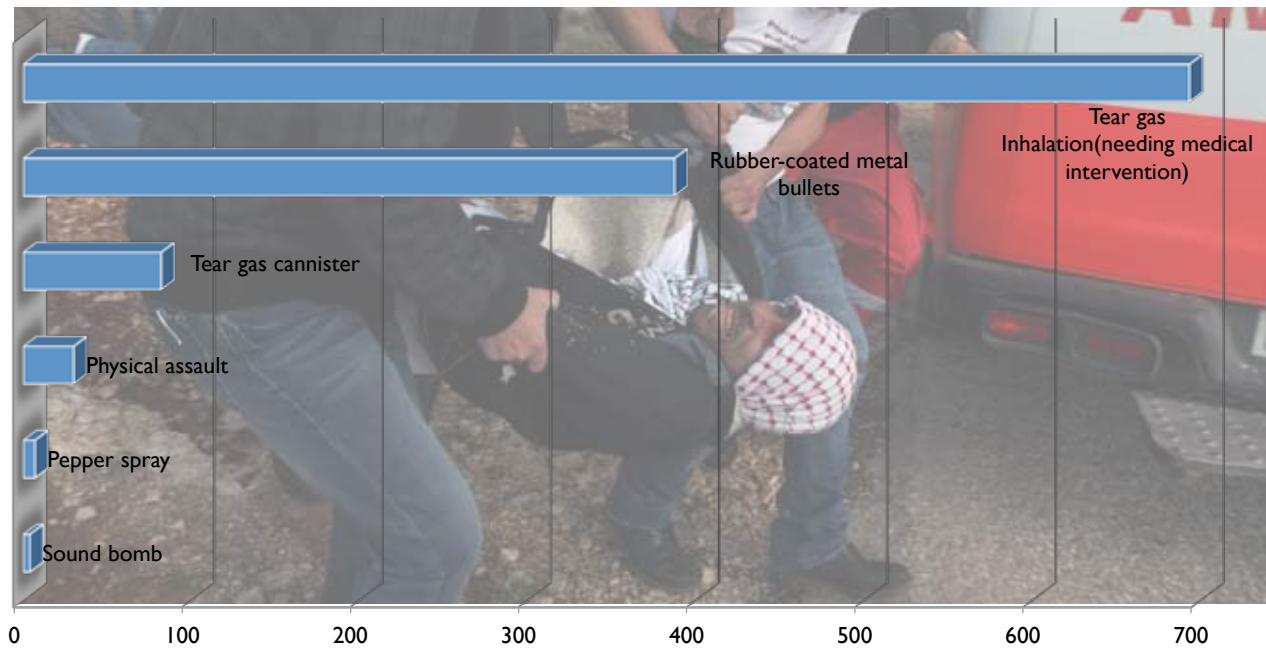 AM
Tear gas
Inhalation(needing medical
intervention)
Rubber-coated metal
bullets
Tear gas cannister
Physical assault
Pepper spray
Sound bomb
0 100 200 300 400 500 600 700